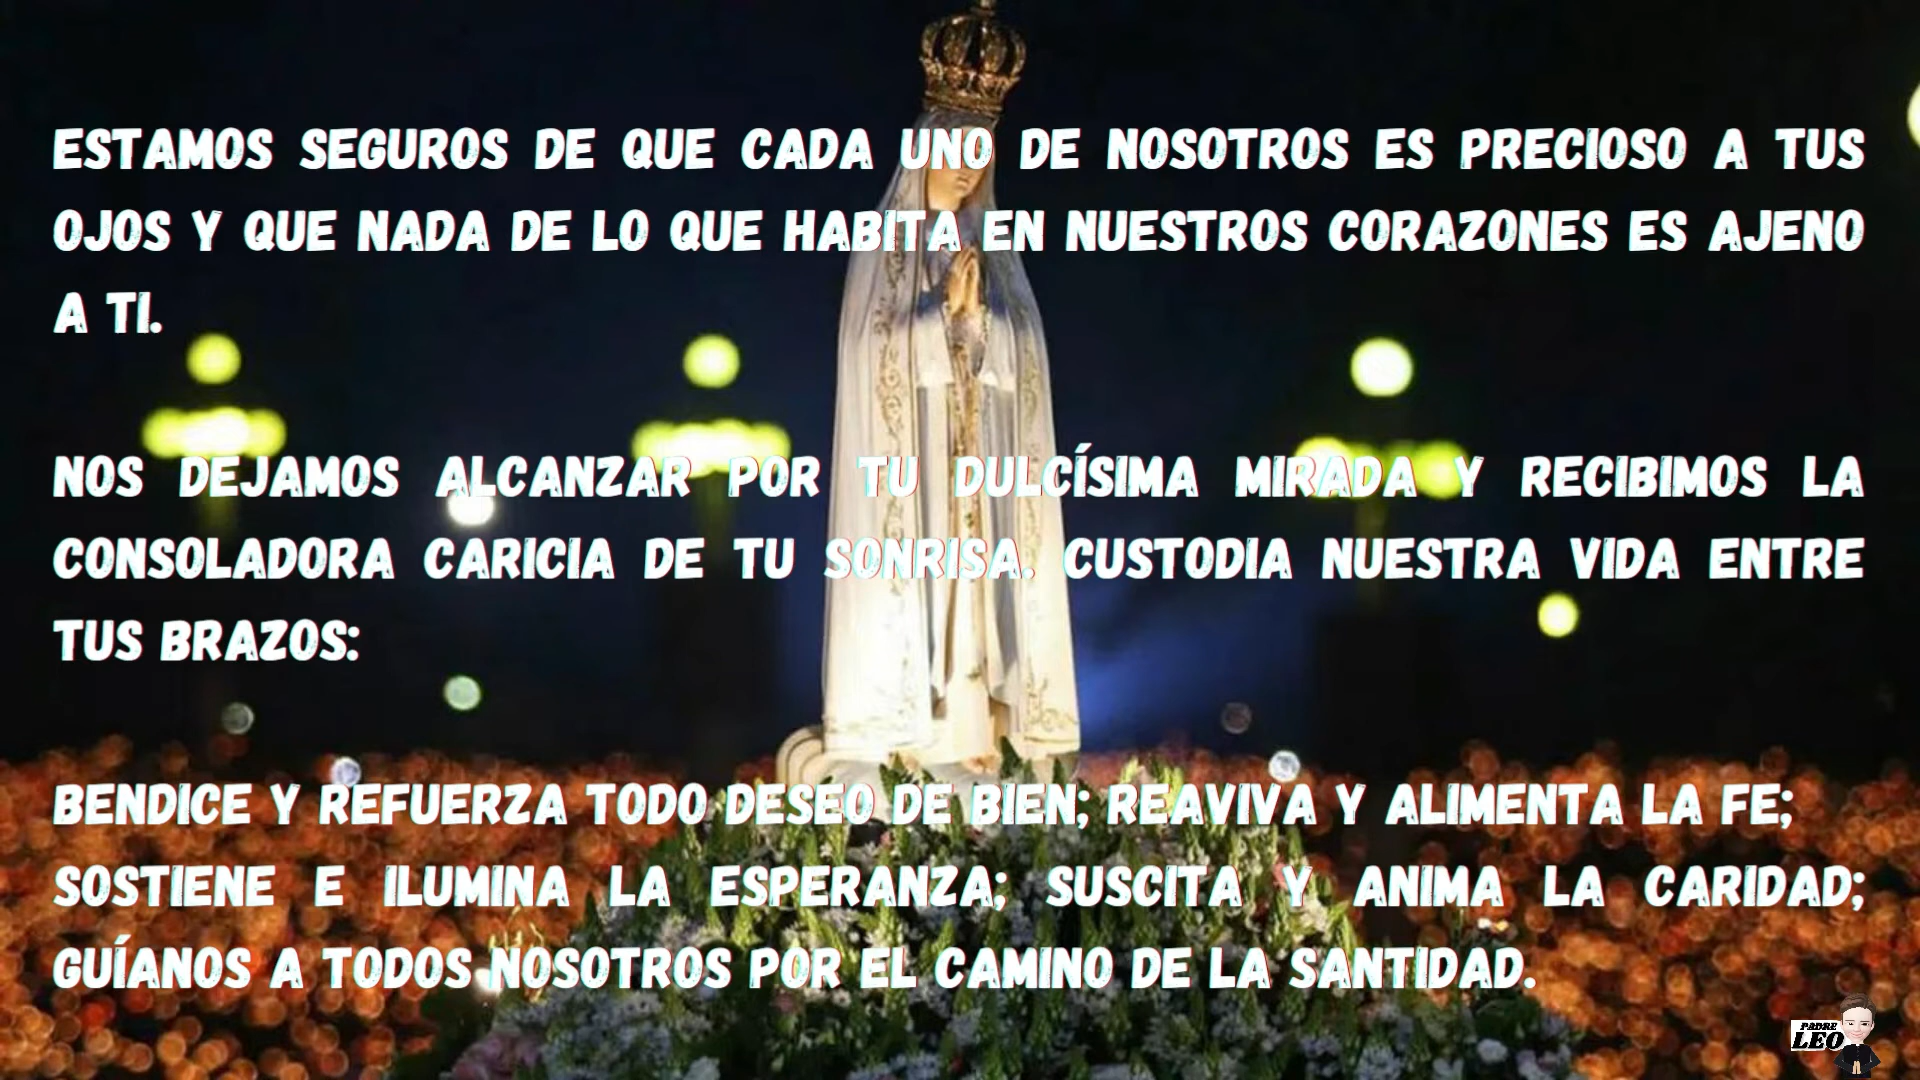 ESTAMOS SEGUROS DE QUE CADA UNO DE NOSOTROS ES PRECIOSO A TUS
OJOS Y QUE NADA DE LO QUE HABITA EN NUESTROS CORAZONES ES AJENO
A TI.
NOS DEJAMOS ALCANZAR POR TU DULCÍSIMA MIRADA Y RECIBIMOS LA
CONSOLADORA CARICIA DE TU SONRISA. CUSTODIA NUESTRA VIDA ENTRE
TUS BRAZOS:
BENDICE Y REFUERZA TODO DESEO DE BIEN; REAVIVA Y ALIMENTA LA FE;
SOSTIENE E ILUMINA LA ESPERANZA; SUSCITA Y ANIMA LA CARIDAD;
GUÍANOS A TODOS NOSOTROS POR EL CAMINO DE LA SANTIDAD.
PADRE
LEO